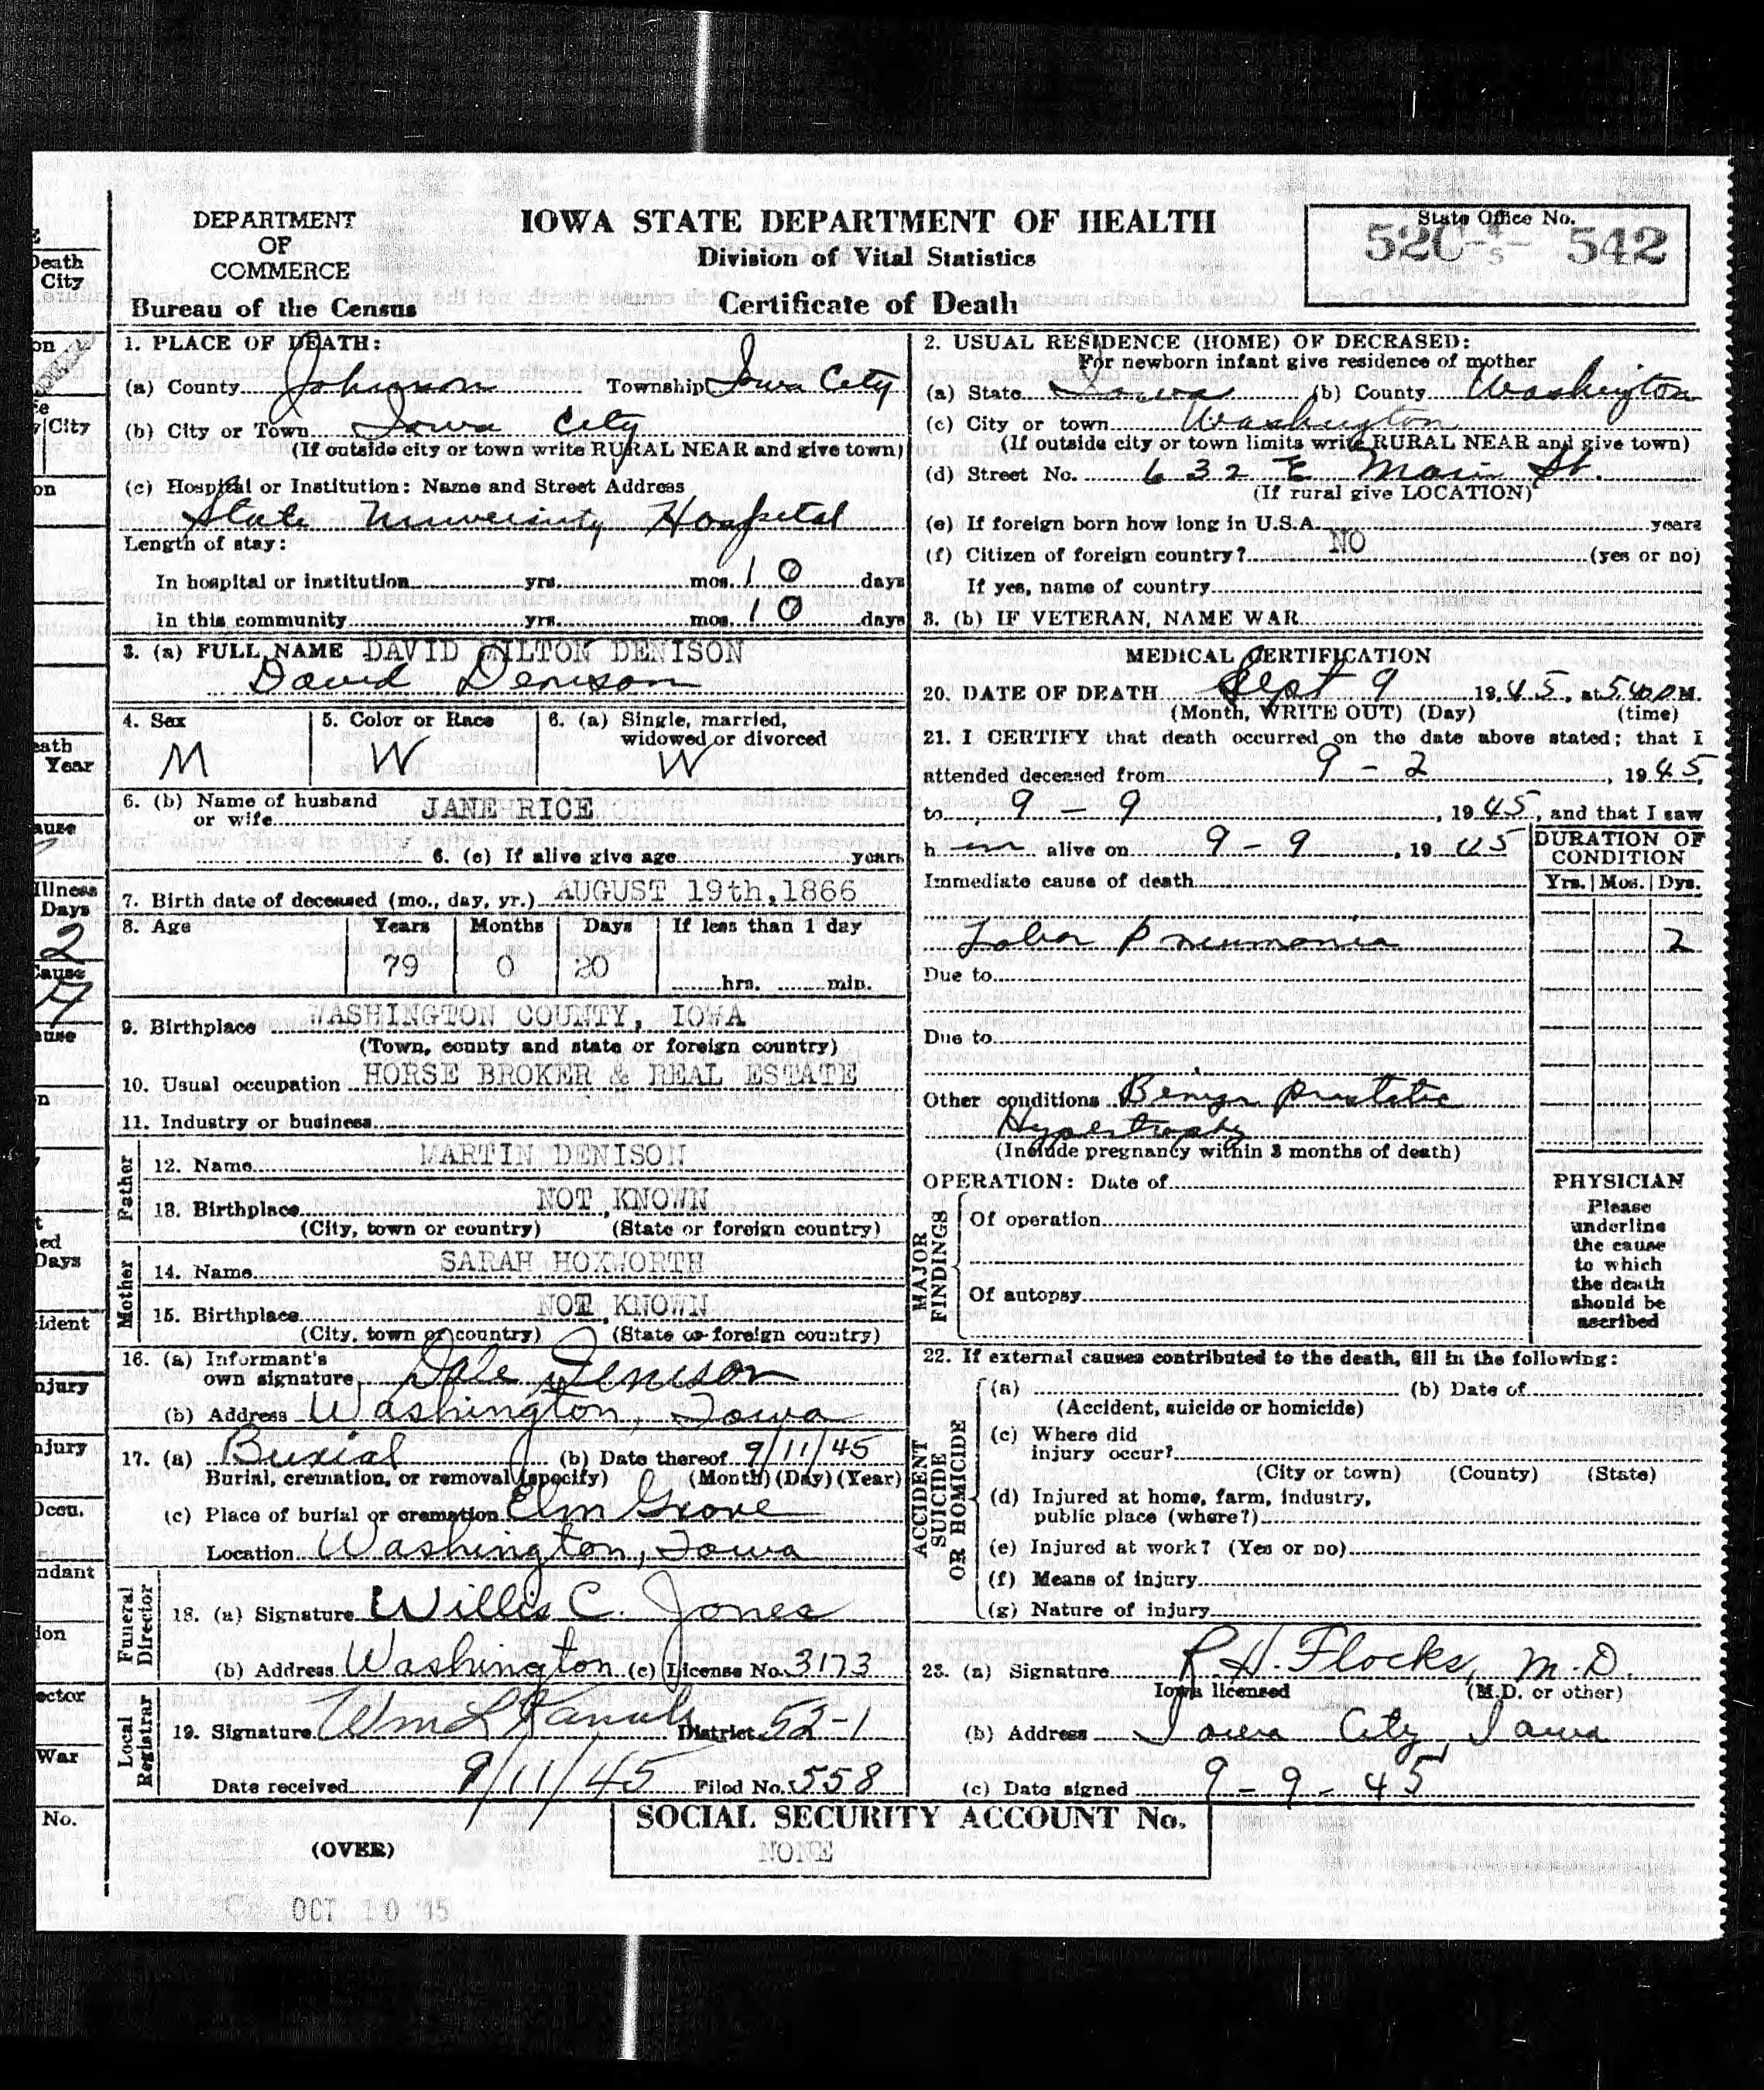 DEPARTMENT
OF
COMMERCE
Bureau of the Census
IOWA STATE DEPARTMENT OF HEALTH
Division of Vital Statistics
Certificate of Death
State Office No.
542
1. PLACE OF DEATH:
(a) County Johnson Township Iowa City
(b) City or Town Iowa City
(If outside city or town write RURAL NEAR and give town)
(c) Hospital or Institution: Name and Street Address
State University Hospital
Length of stay:
In hospital or institution yrs. mos. 10 days
In this community yrs. mos. 10 days
2. USUAL RESIDENCE (HOME) OF DECEASED:
For newborn infant give residence of mother
(a) State Iowa (b) County Washington
(c) City or town Washington
(If outside city or town limits write RURAL NEAR and give town)
(d) Street No. 632 E Main St.
(If rural give LOCATION)
(e) If foreign born how long in U.S.A. years
(f) Citizen of foreign country? NO (yes or no)
If yes, name of country
3. (b) IF VETERAN, NAME WAR
3. (a) FULL NAME DAVID MILTON DENISON
David Denison
4. Sex
M
5. Color or Race
W
6. (a) Single, married,
widowed or divorced
W
6. (b) Name of husband
or wife JANE RICE
6. (c) If alive give age years
7. Birth date of deceased (mo., day, yr.) AUGUST 19th, 1866
8. Age Years Months Days If less than 1 day
79 0 20 hrs. min.
9. Birthplace WASHINGTON COUNTY, IOWA
(Town, county and state or foreign country)
10. Usual occupation HORSE BROKER & REAL ESTATE
11. Industry or business
Father
12. Name MARTIN DENISON
13. Birthplace NOT KNOWN
(City, town or country) (State or foreign country)
Mother
14. Name SARAH HOXWORTH
15. Birthplace NOT KNOWN
(City, town or country) (State or foreign country)
16. (a) Informant's
own signature Dale Denison
(b) Address Washington, Iowa
17. (a) Burial (b) Date thereof 9/11/45
Burial, cremation, or removal (specify) (Month) (Day) (Year)
(c) Place of burial or cremation Elm Grove
Location Washington, Iowa
Funeral Director
18. (a) Signature Willis C. Jones
(b) Address Washington (c) License No. 3173
Local Registrar
19. Signature Wm L District 52-1
Date received 9/11/45 Filed No. 558
MEDICAL CERTIFICATION
20. DATE OF DEATH Sept 9 1945, at 5:40 P.M.
(Month, WRITE OUT) (Day) (time)
21. I CERTIFY that death occurred on the date above stated; that I
attended deceased from 9-2, 1945,
to 9-9, 1945, and that I saw
h im alive on 9-9, 1945
DURATION OF
CONDITION
Yrs. Mos. Dys.
Immediate cause of death
Lobar pneumonia 2
Due to
Due to
Other conditions Benign prostatic
Hypertrophy
(Include pregnancy within 3 months of death)
OPERATION: Date of
MAJOR FINDINGS
Of operation
Of autopsy
PHYSICIAN
Please
underline
the cause
to which
the death
should be
ascribed
22. If external causes contributed to the death, fill in the following:
ACCIDENT SUICIDE OR HOMICIDE
(a) (b) Date of
(Accident, suicide or homicide)
(c) Where did
injury occur?
(City or town) (County) (State)
(d) Injured at home, farm, industry,
public place (where?)
(e) Injured at work? (Yes or no)
(f) Means of injury
(g) Nature of injury
23. (a) Signature R. H. Flocks, M.D.
Iowa licensed (M.D. or other)
(b) Address Iowa City, Iowa
(c) Date signed 9-9-45
(OVER)
SOCIAL SECURITY ACCOUNT No.
NONE
OCT 10 '45